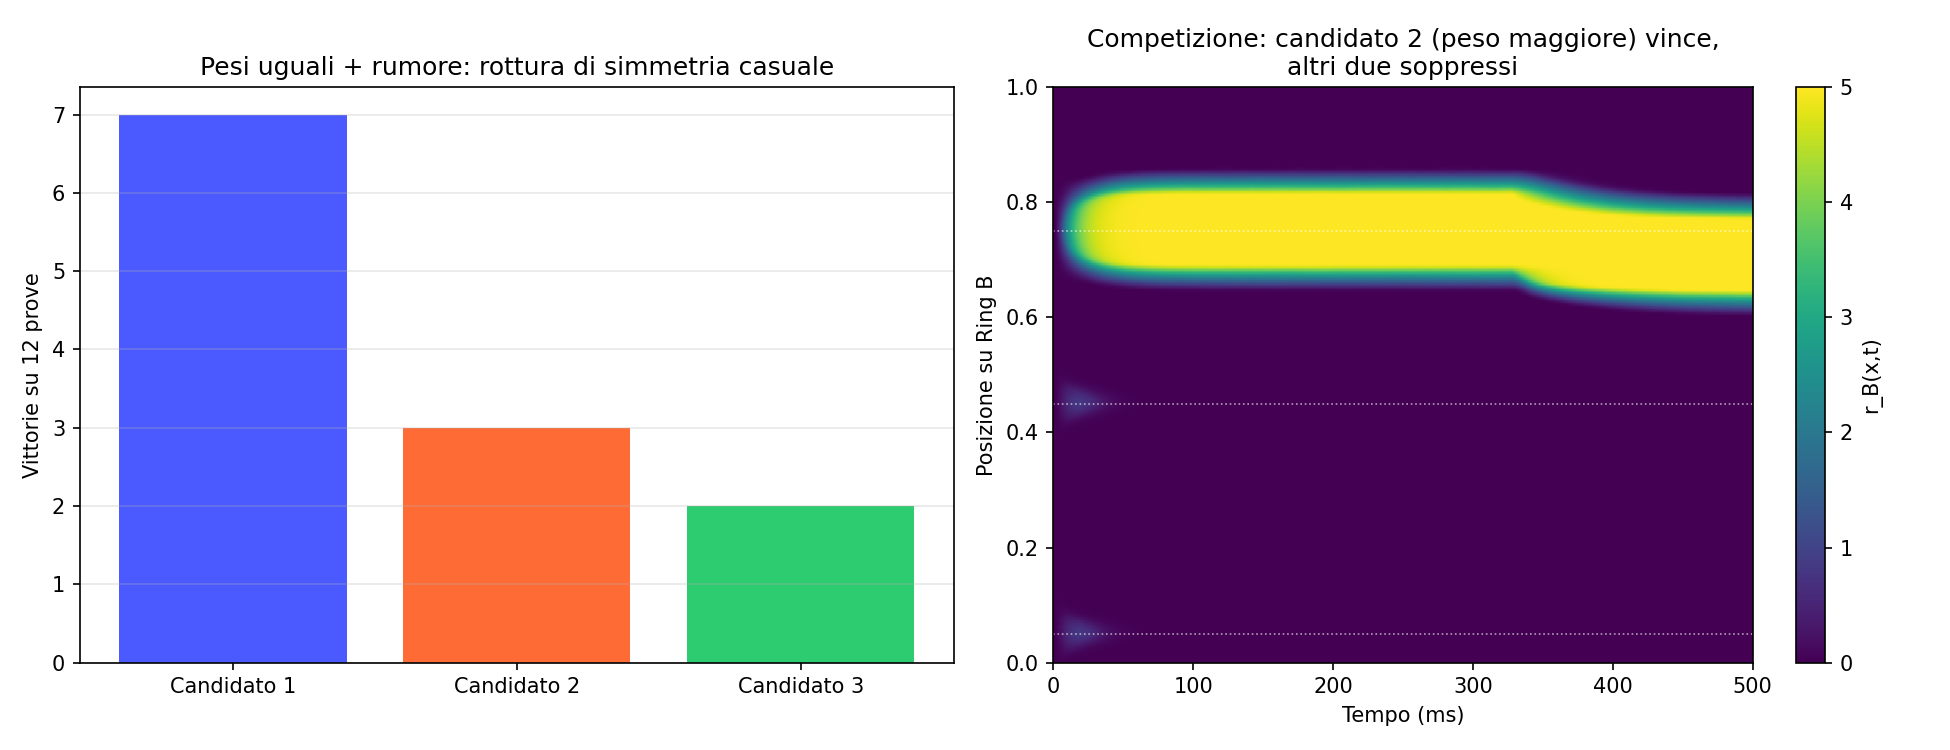 Pesi uguali + rumore: rottura di simmetria casuale
Vittorie su 12 prove
7
6
5
4
3
2
1
0
Candidato 1
Candidato 2
Candidato 3
Competizione: candidato 2 (peso maggiore) vince,
altri due soppressi
Posizione su Ring B
1.0
0.8
0.6
0.4
0.2
0.0
0
100
200
300
400
500
Tempo (ms)
5
4
3
2
1
0
r_B(x,t)